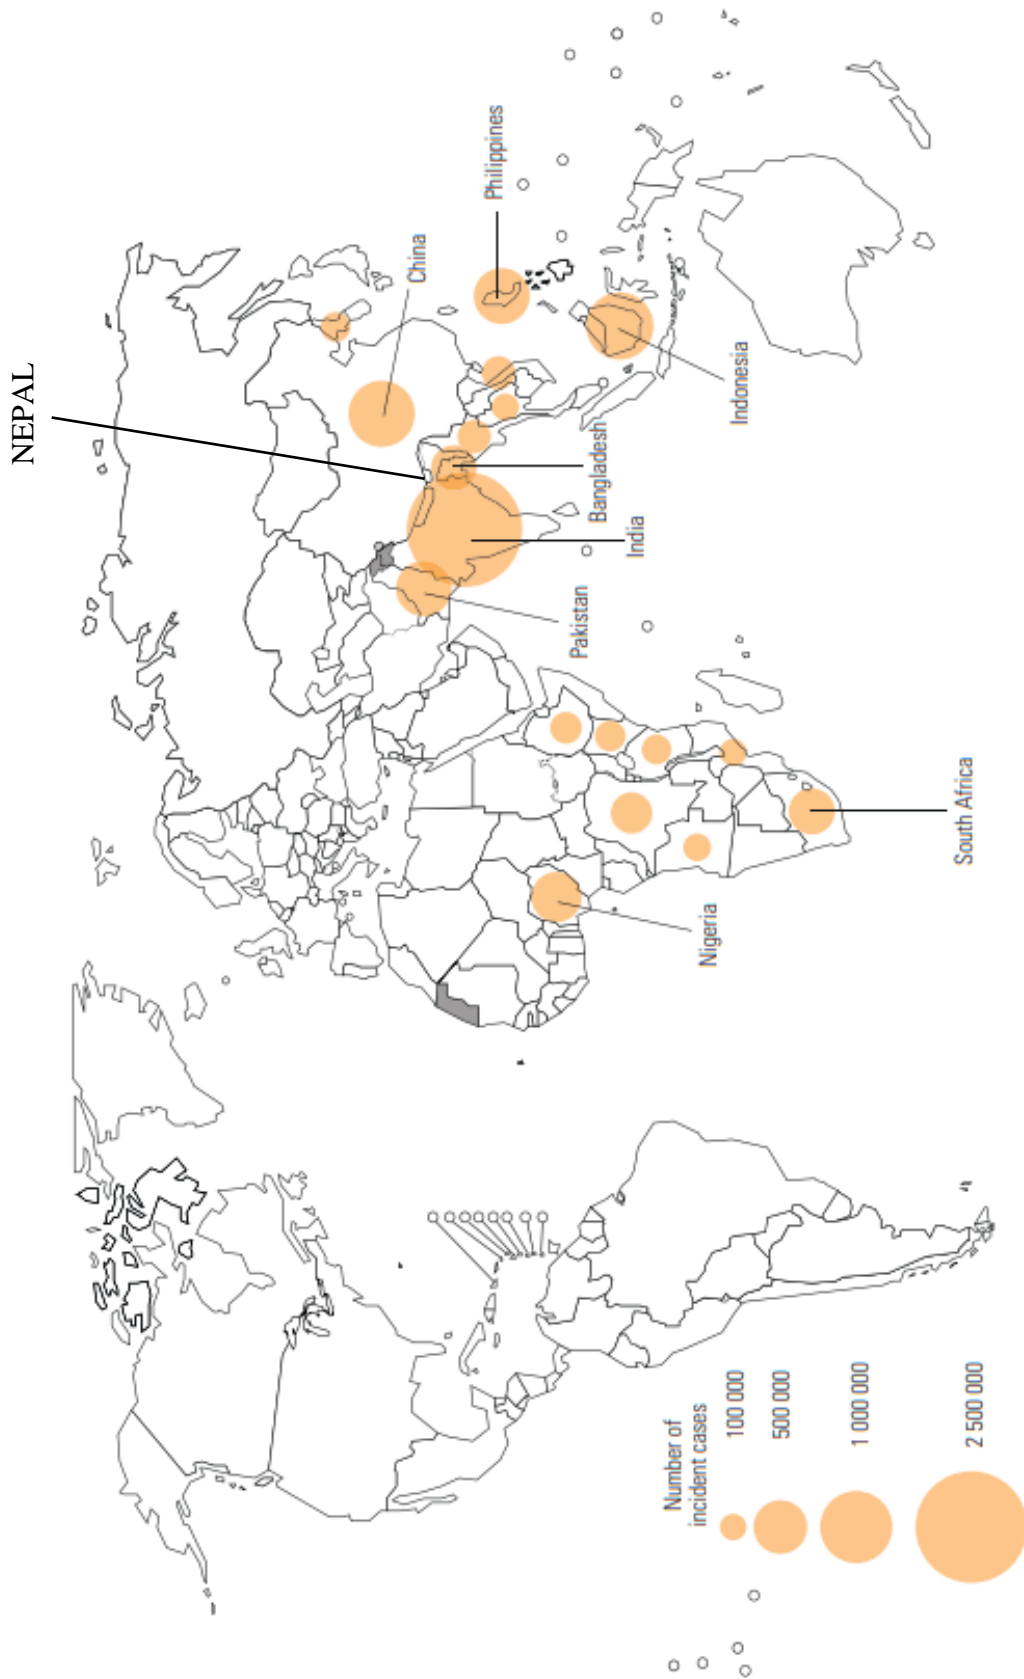 NEPAL
China
Philippines
Bangladesh
India
Pakistan
Indonesia
Nigeria
South Africa
Number of
incident cases
100 000
500 000
1 000 000
2 500 000